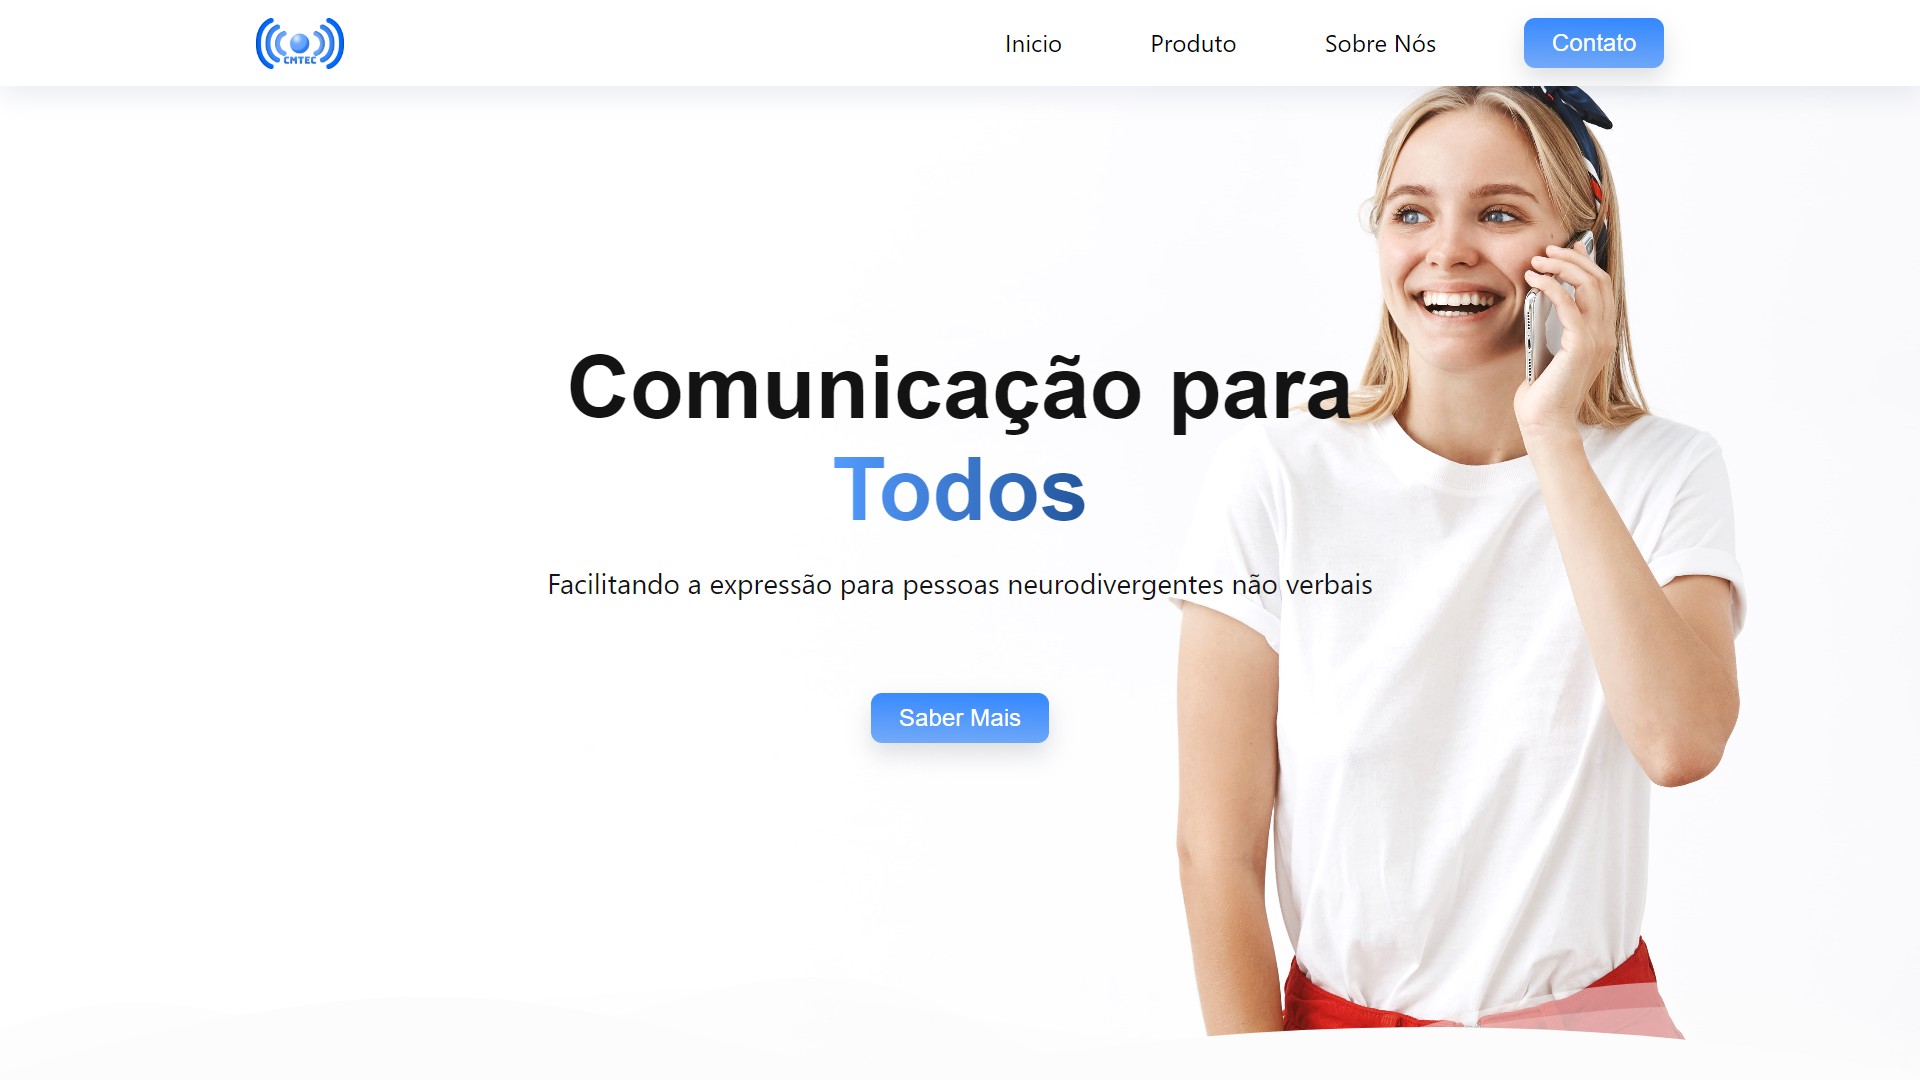 CMTEC
Inicio
Produto
Sobre Nós
Contato
Comunicação para
Todos
Facilitando a expressão para pessoas neurodivergentes não verbais
Saber Mais